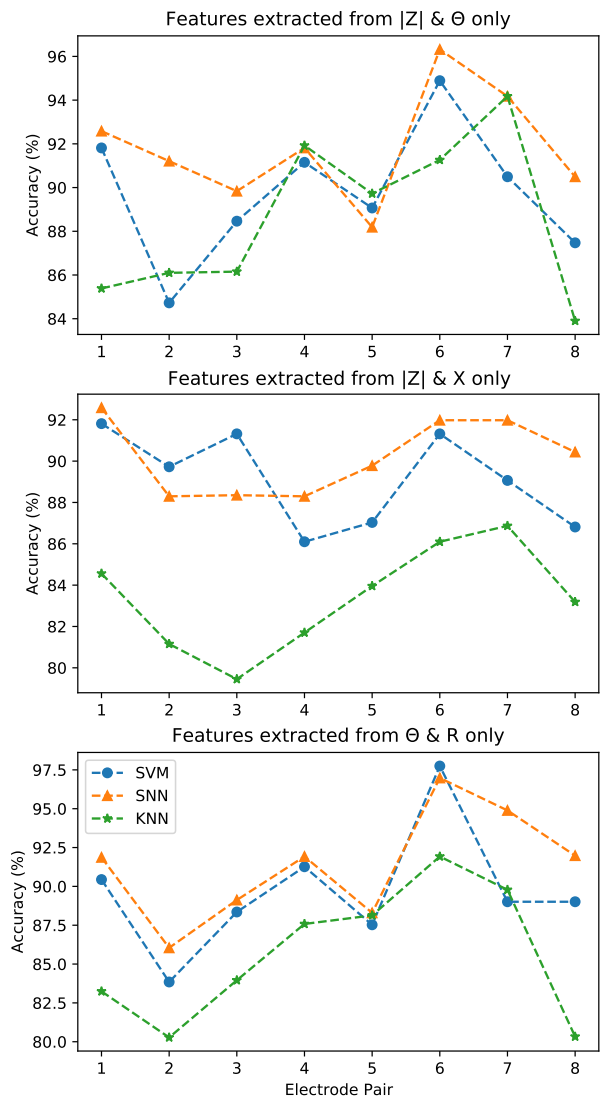 Features extracted from |Z| & Θ only
Accuracy (%)
96
94
92
90
88
86
84
1 2 3 4 5 6 7 8
Features extracted from |Z| & X only
Accuracy (%)
92
90
88
86
84
82
80
1 2 3 4 5 6 7 8
Features extracted from Θ & R only
Accuracy (%)
97.5
95.0
92.5
90.0
87.5
85.0
82.5
80.0
SVM
SNN
KNN
1 2 3 4 5 6 7 8
Electrode Pair